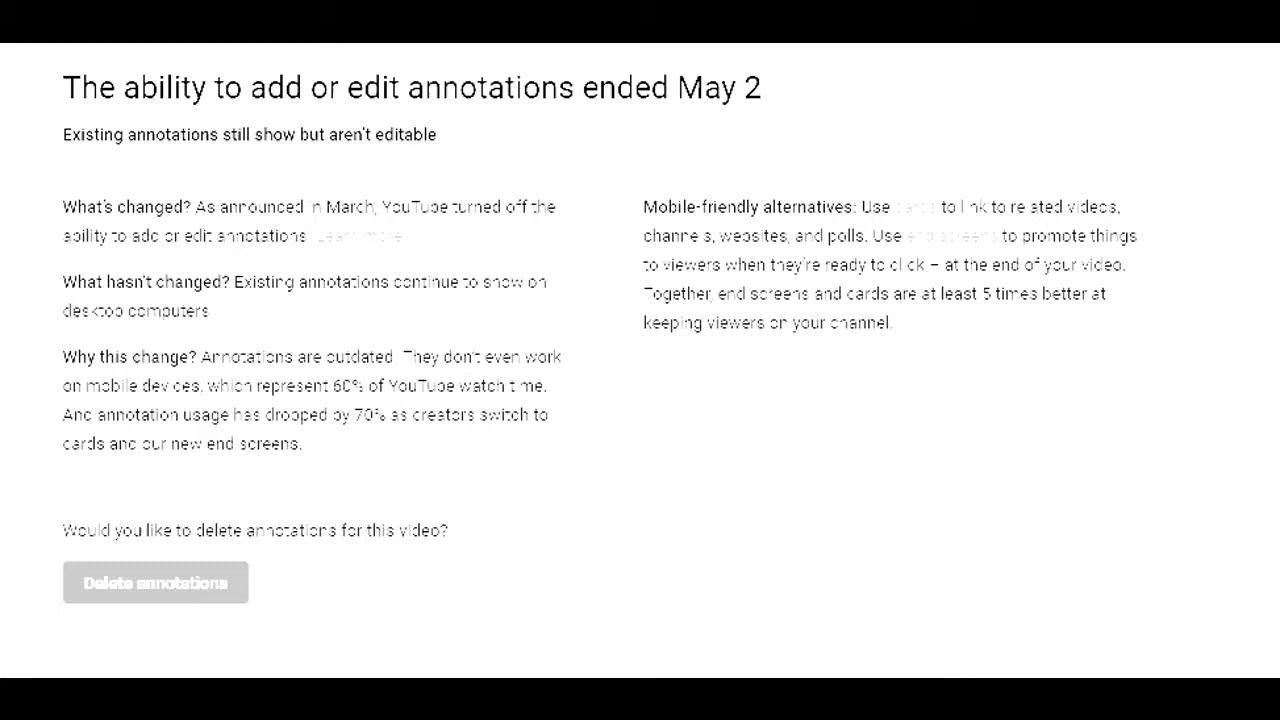 The ability to add or edit annotations ended May 2
Existing annotations still show but aren't editable
What's changed? As announced in March, YouTube turned off the
ability to add or edit annotations. Learn more
What hasn't changed? Existing annotations continue to show on
desktop computers.
Why this change? Annotations are outdated. They don't even work
on mobile devices, which represent 60% of YouTube watch time.
And annotation usage has dropped by 70% as creators switch to
cards and our new end screens.
Mobile-friendly alternatives: Use cards to link to related videos,
channels, websites, and polls. Use end screens to promote things
to viewers when they're ready to click – at the end of your video.
Together, end screens and cards are at least 5 times better at
keeping viewers on your channel.
Would you like to delete annotations for this video?
Delete annotations